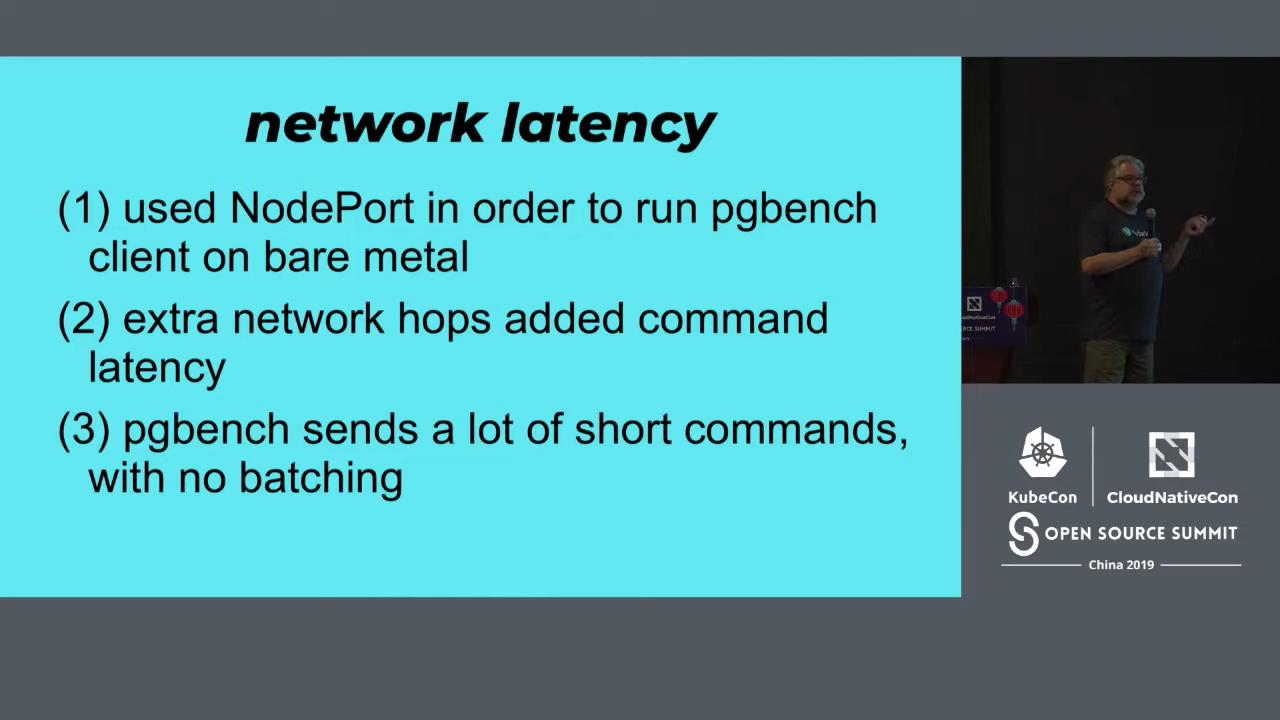 network latency
(1) used NodePort in order to run pgbench
client on bare metal
(2) extra network hops added command
latency
(3) pgbench sends a lot of short commands,
with no batching
CloudNativeCon
KubeCon
CloudNativeCon
OPEN SOURCE SUMMIT
China 2019